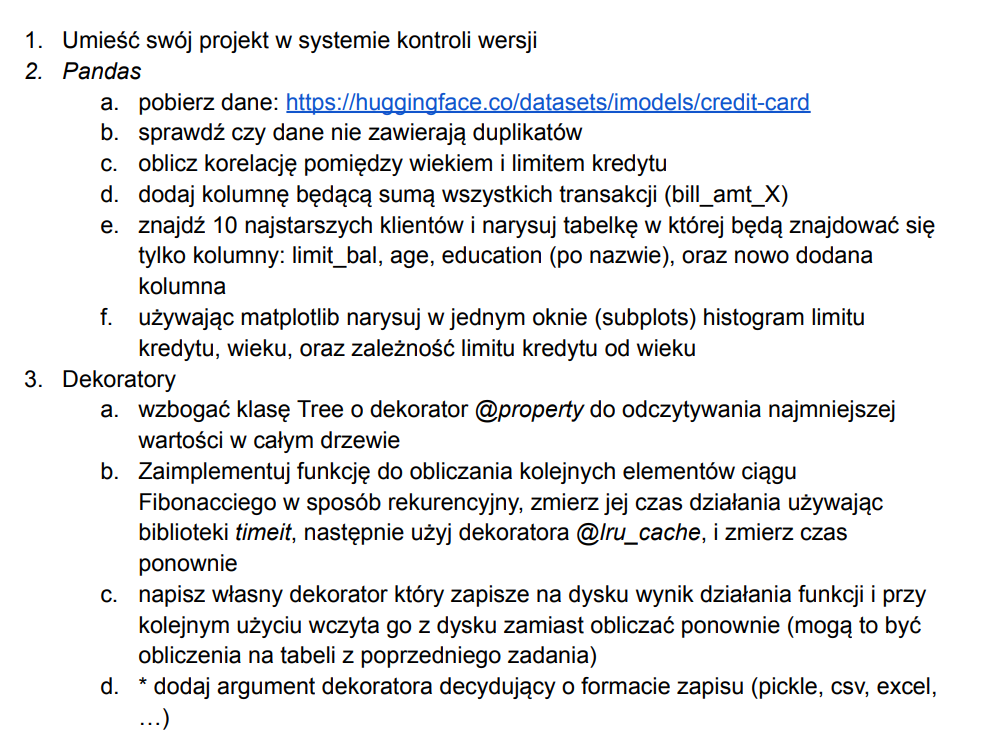 1. Umieść swój projekt w systemie kontroli wersji
2. Pandas
a. pobierz dane: https://huggingface.co/datasets/imodels/credit-card
b. sprawdź czy dane nie zawierają duplikatów
c. oblicz korelację pomiędzy wiekiem i limitem kredytu
d. dodaj kolumnę będącą sumą wszystkich transakcji (bill_amt_X)
e. znajdź 10 najstarszych klientów i narysuj tabelkę w której będą znajdować się
tylko kolumny: limit_bal, age, education (po nazwie), oraz nowo dodana
kolumna
f. używając matplotlib narysuj w jednym oknie (subplots) histogram limitu
kredytu, wieku, oraz zależność limitu kredytu od wieku
3. Dekoratory
a. wzbogać klasę Tree o dekorator @property do odczytywania najmniejszej
wartości w całym drzewie
b. Zaimplementuj funkcję do obliczania kolejnych elementów ciągu
Fibonacciego w sposób rekurencyjny, zmierz jej czas działania używając
biblioteki timeit, następnie użyj dekoratora @lru_cache, i zmierz czas
ponownie
c. napisz własny dekorator który zapisze na dysku wynik działania funkcji i przy
kolejnym użyciu wczyta go z dysku zamiast obliczać ponownie (mogą to być
obliczenia na tabeli z poprzedniego zadania)
d. * dodaj argument dekoratora decydujący o formacie zapisu (pickle, csv, excel,
…)